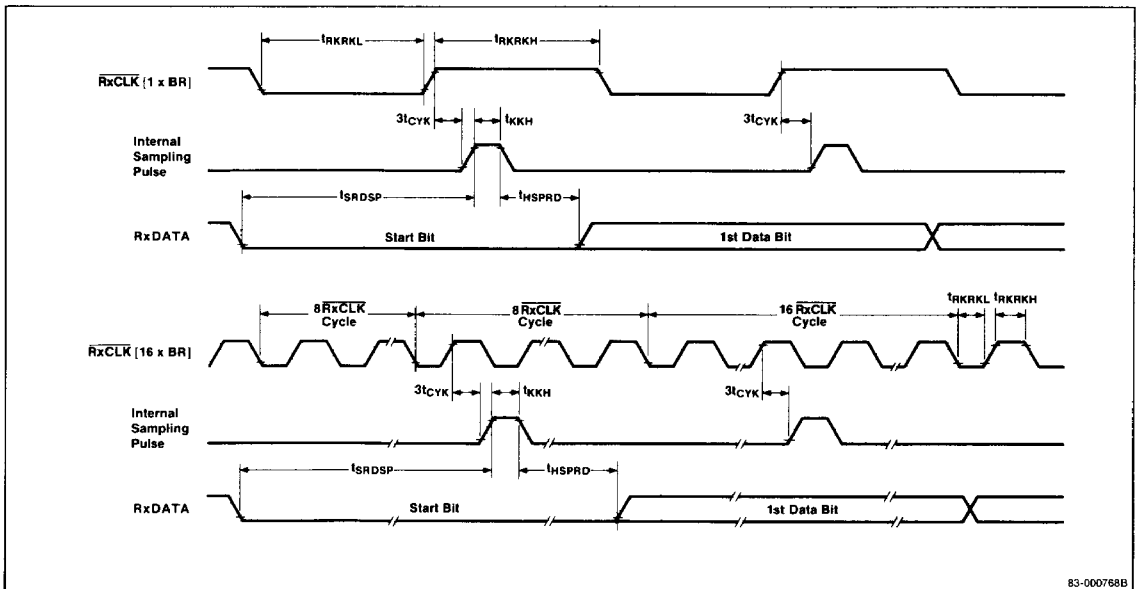 tRKRKL
tRKRKH
RxCLK [1 x BR]
3tCYK
tKKH
3tCYK
Internal
Sampling
Pulse
tSRDSP
tHSPRD
RxDATA
Start Bit
1st Data Bit
8 RxCLK
Cycle
8 RxCLK
Cycle
16 RxCLK
Cycle
tRKRKL
tRKRKH
RxCLK [16 x BR]
3tCYK
tKKH
3tCYK
Internal
Sampling
Pulse
tSRDSP
tHSPRD
RxDATA
Start Bit
1st Data Bit
83-000768B